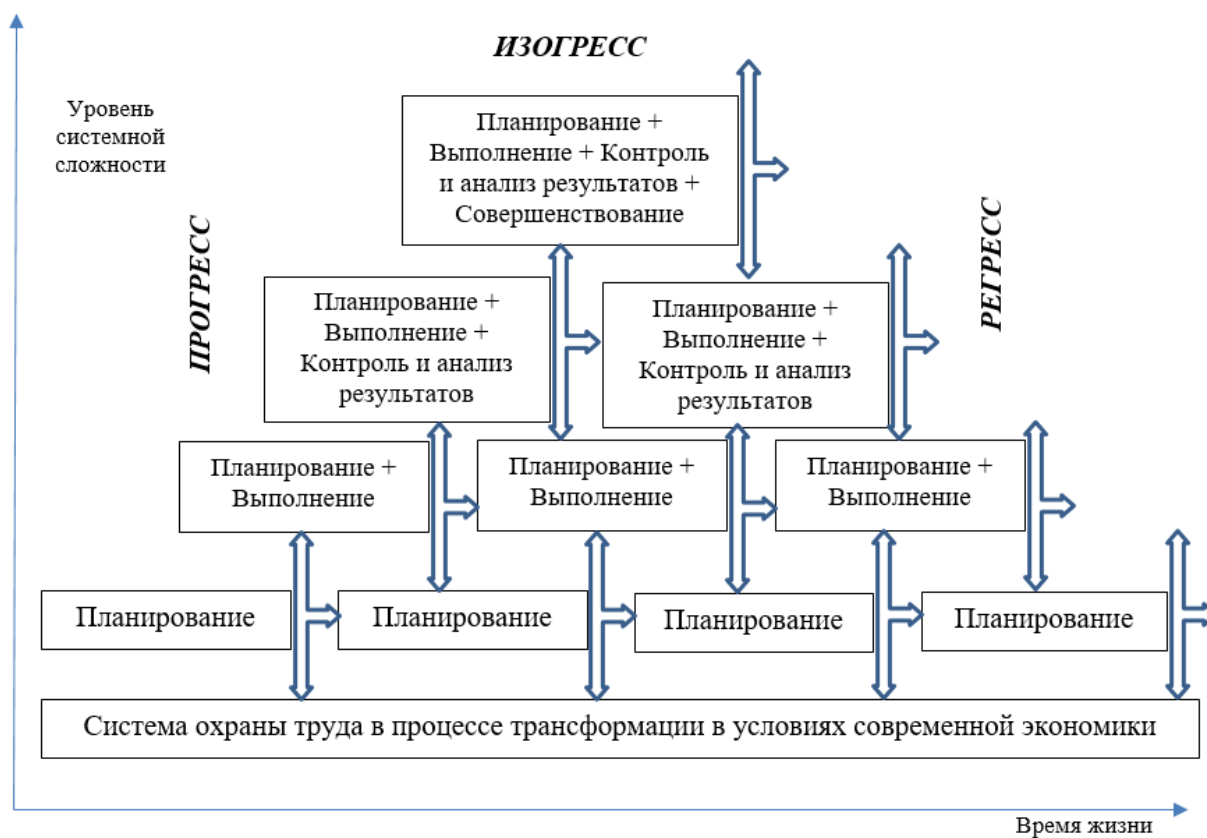 ИЗОГРЕСС
Уровень
системной
сложности
Планирование +
Выполнение + Контроль
и анализ результатов +
Совершенствование
ПРОГРЕСС
РЕГРЕСС
Планирование +
Выполнение +
Контроль и анализ
результатов
Планирование +
Выполнение +
Контроль и анализ
результатов
Планирование +
Выполнение
Планирование +
Выполнение
Планирование +
Выполнение
Планирование
Планирование
Планирование
Планирование
Система охраны труда в процессе трансформации в условиях современной экономики
Время жизни